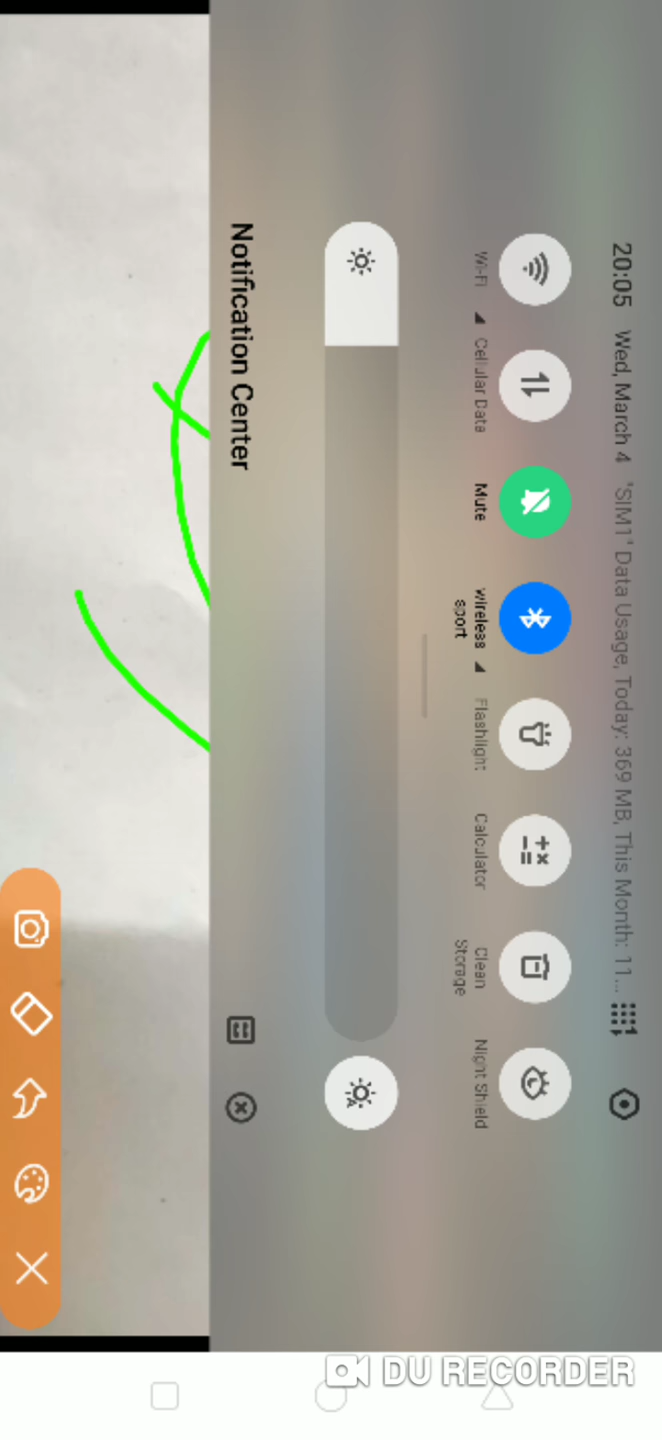 20:05 Wed, March 4 'SIM1' Data Usage, Today: 369 MB, This Month: 11...
Wi-Fi
Cellular Data
Mute
wireless sport
Flashlight
Calculator
Clean Storage
Night Shield
Notification Center
DU RECORDER